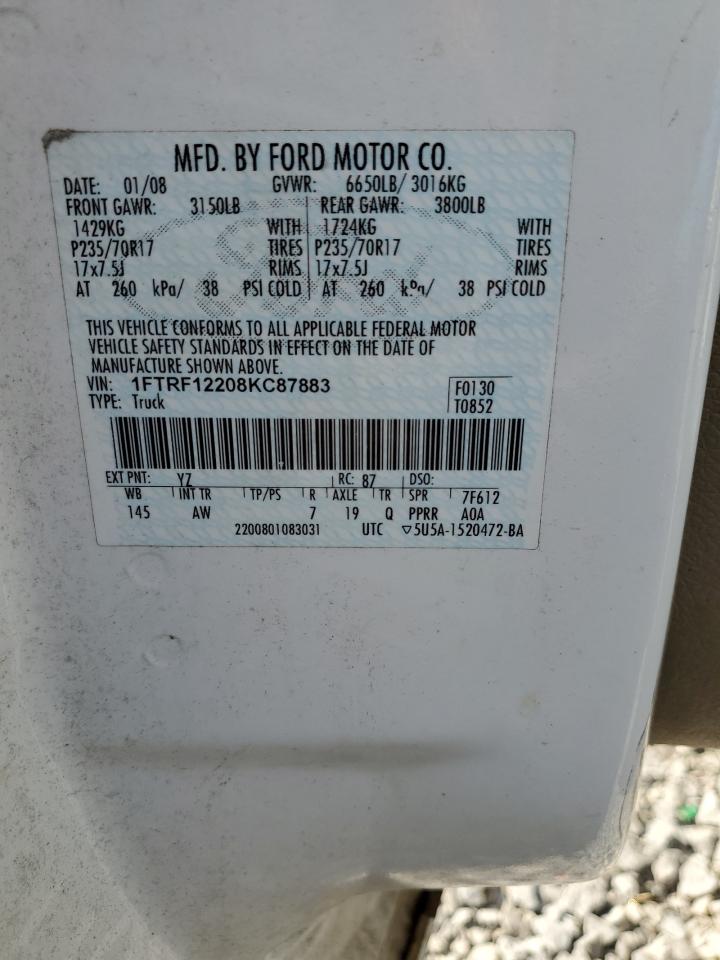 MFD. BY FORD MOTOR CO.
DATE: 01/08 GVWR: 6650LB/ 3016KG
FRONT GAWR: 3150LB REAR GAWR: 3800LB
1429KG WITH 1724KG WITH
P235/70R17 TIRES P235/70R17 TIRES
17x7.5J RIMS 17x7.5J RIMS
AT 260 kPa/ 38 PSI COLD AT 260 kPa/ 38 PSI COLD
THIS VEHICLE CONFORMS TO ALL APPLICABLE FEDERAL MOTOR
VEHICLE SAFETY STANDARDS IN EFFECT ON THE DATE OF
MANUFACTURE SHOWN ABOVE.
VIN: 1FTRF12208KC87883 F0130
TYPE: Truck T0852
EXT PNT: YZ RC: 87 DSO:
WB INT TR TP/PS R AXLE TR SPR 7F612
145 AW 7 19 Q PPRR A0A
2200801083031 UTC ▽5U5A-1520472-BA